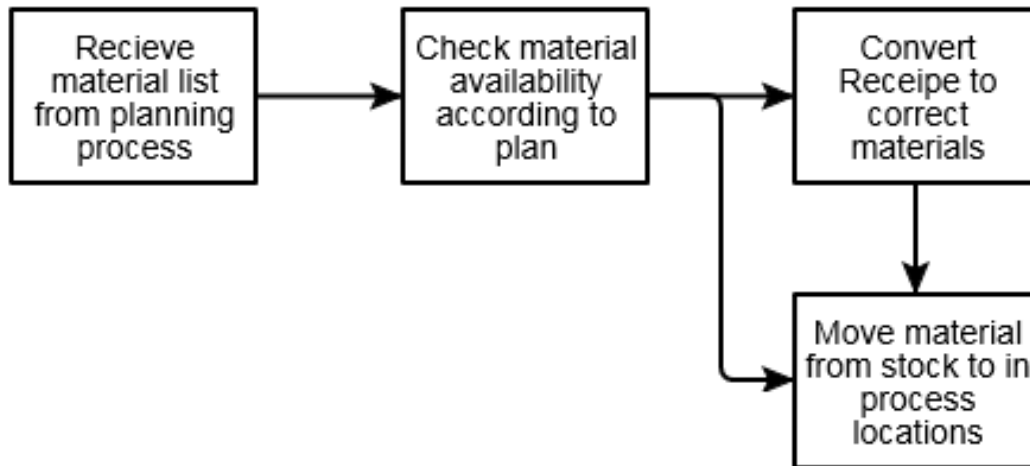 Recieve
material list
from planning
process
Check material
availability
according to
plan
Convert
Receipe to
correct
materials
Move material
from stock to in
process
locations